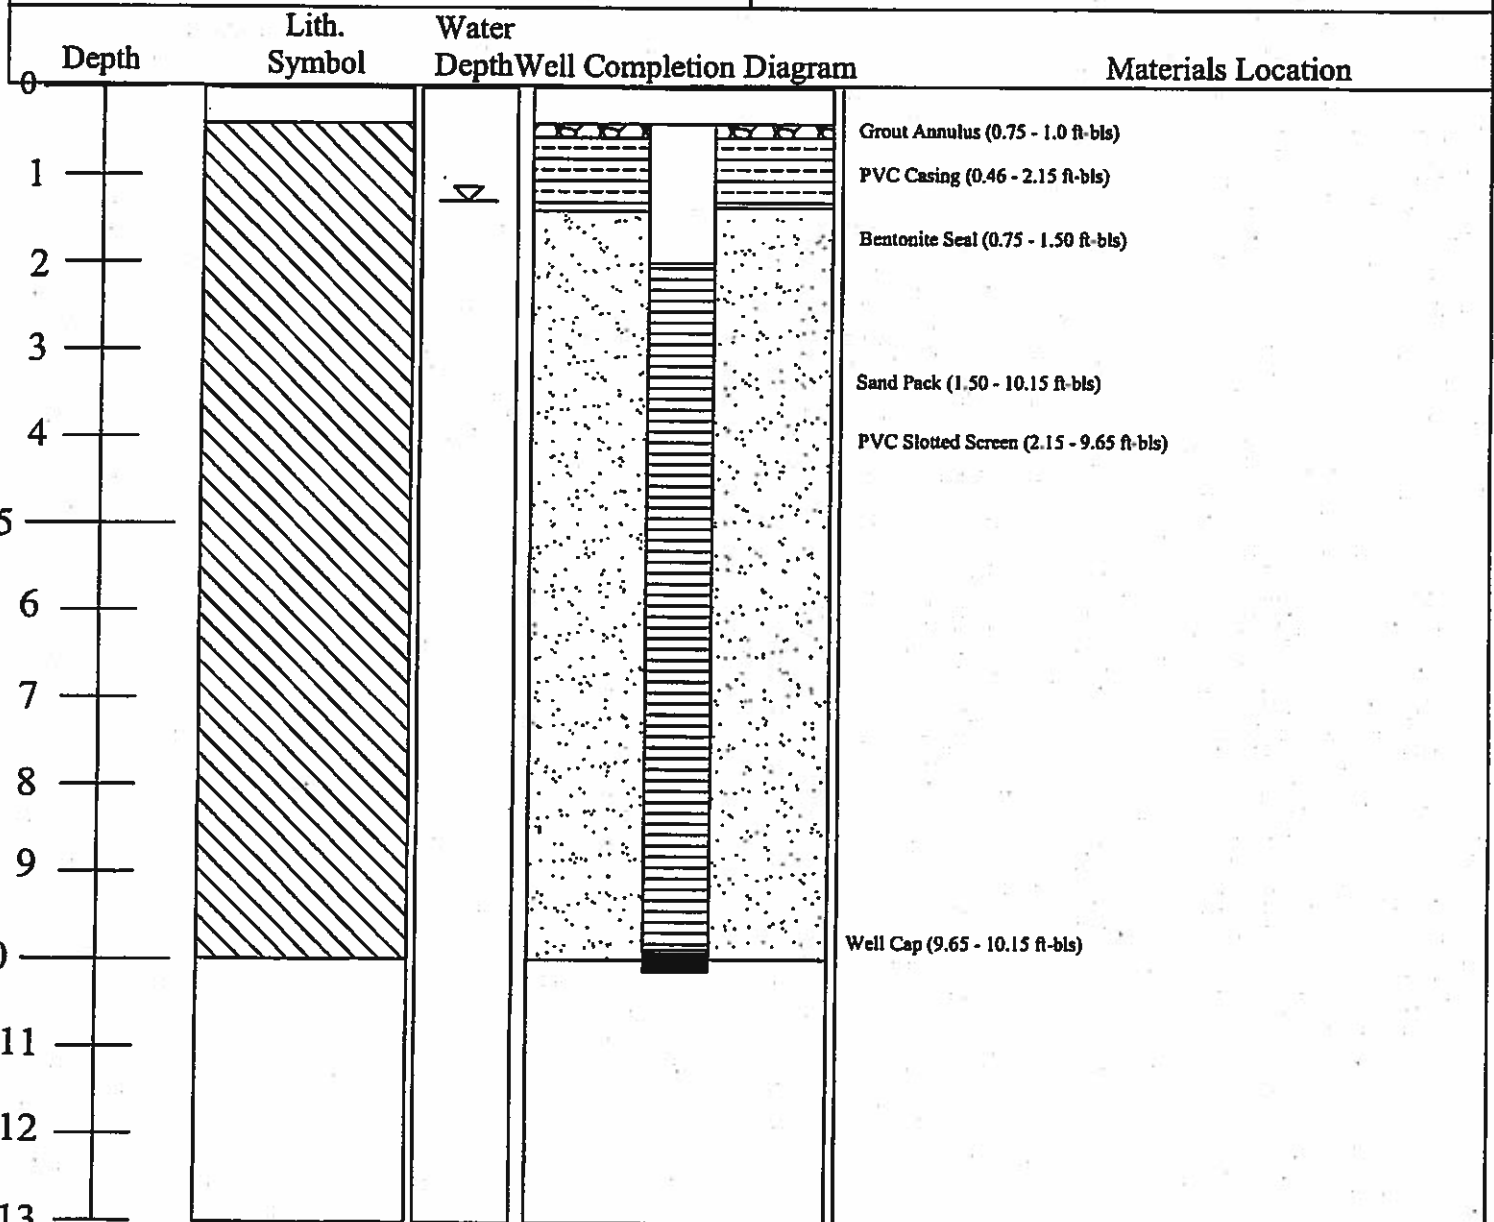 Depth
Lith.
Symbol
Water
Depth
Well Completion Diagram
Materials Location
0
1
2
3
4
5
6
7
8
9
0
11
12
13
Grout Annulus (0.75 - 1.0 ft-bls)
PVC Casing (0.46 - 2.15 ft-bls)
Bentonite Seal (0.75 - 1.50 ft-bls)
Sand Pack (1.50 - 10.15 ft-bls)
PVC Slotted Screen (2.15 - 9.65 ft-bls)
Well Cap (9.65 - 10.15 ft-bls)